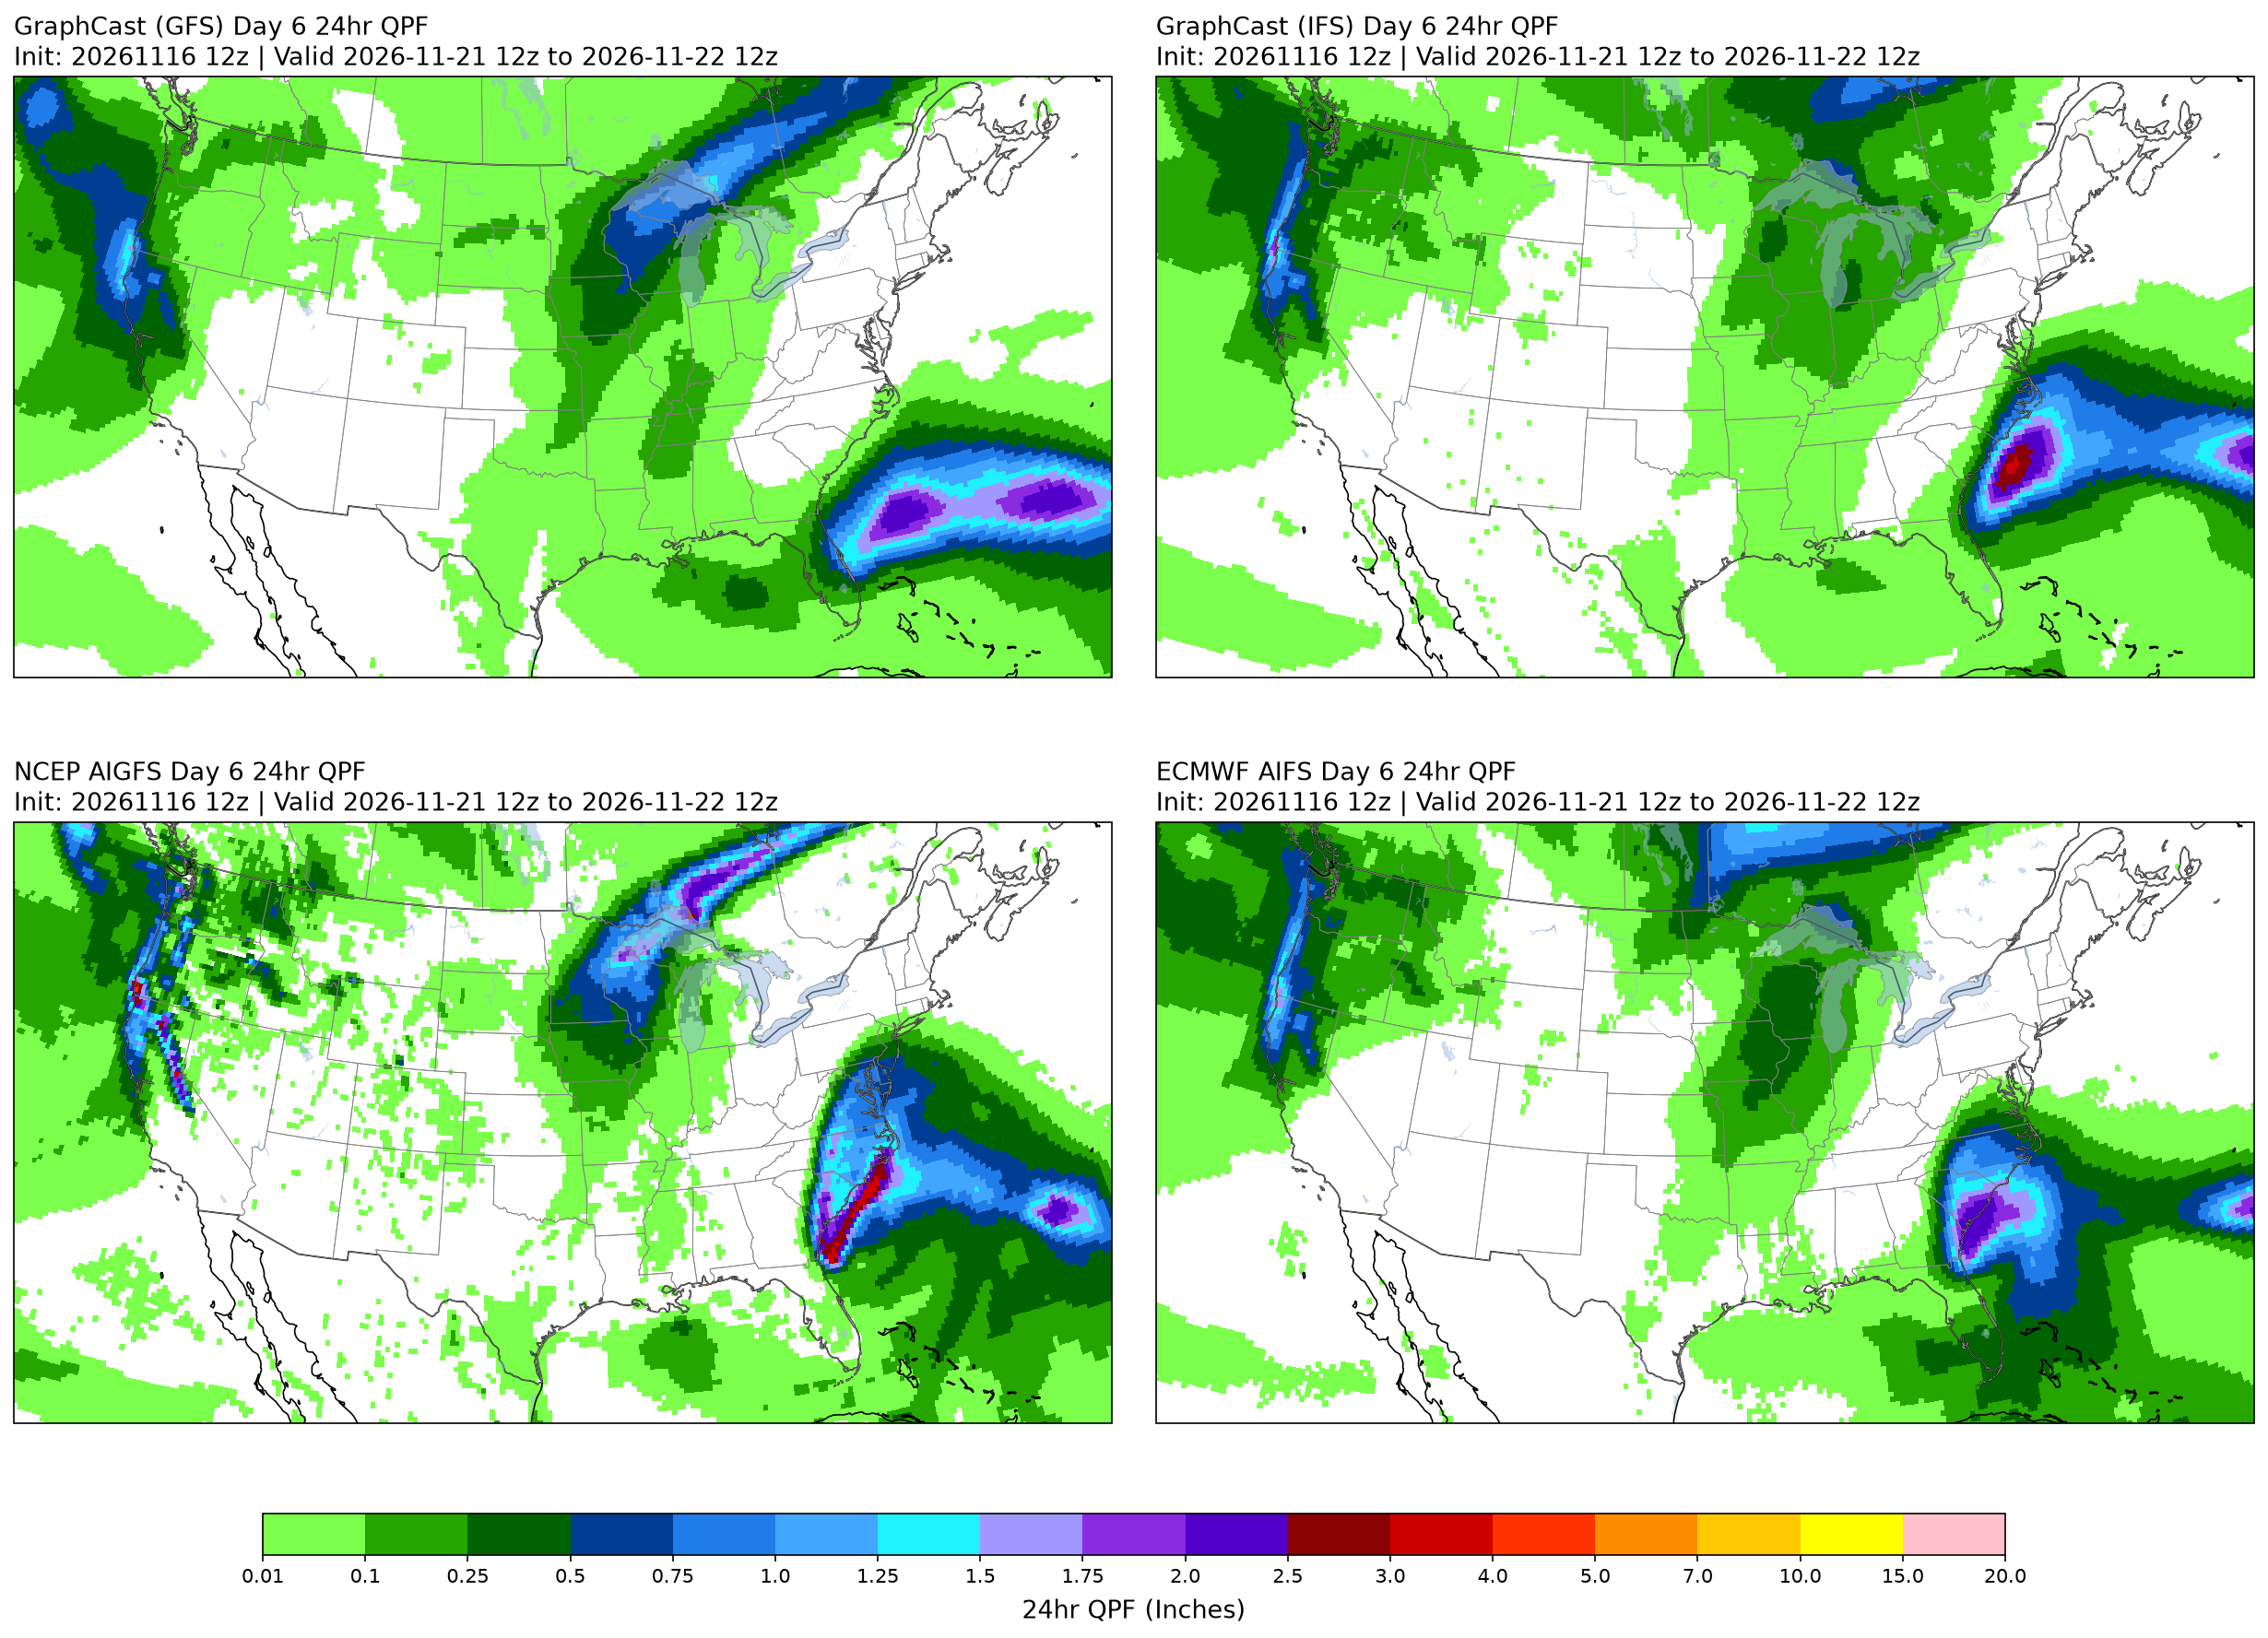 GraphCast (GFS) Day 6 24hr QPF
Init: 20261116 12z | Valid 2026-11-21 12z to 2026-11-22 12z
GraphCast (IFS) Day 6 24hr QPF
Init: 20261116 12z | Valid 2026-11-21 12z to 2026-11-22 12z
NCEP AIGFS Day 6 24hr QPF
Init: 20261116 12z | Valid 2026-11-21 12z to 2026-11-22 12z
ECMWF AIFS Day 6 24hr QPF
Init: 20261116 12z | Valid 2026-11-21 12z to 2026-11-22 12z
0.01 0.1 0.25 0.5 0.75 1.0 1.25 1.5 1.75 2.0 2.5 3.0 4.0 5.0 7.0 10.0 15.0 20.0
24hr QPF (Inches)